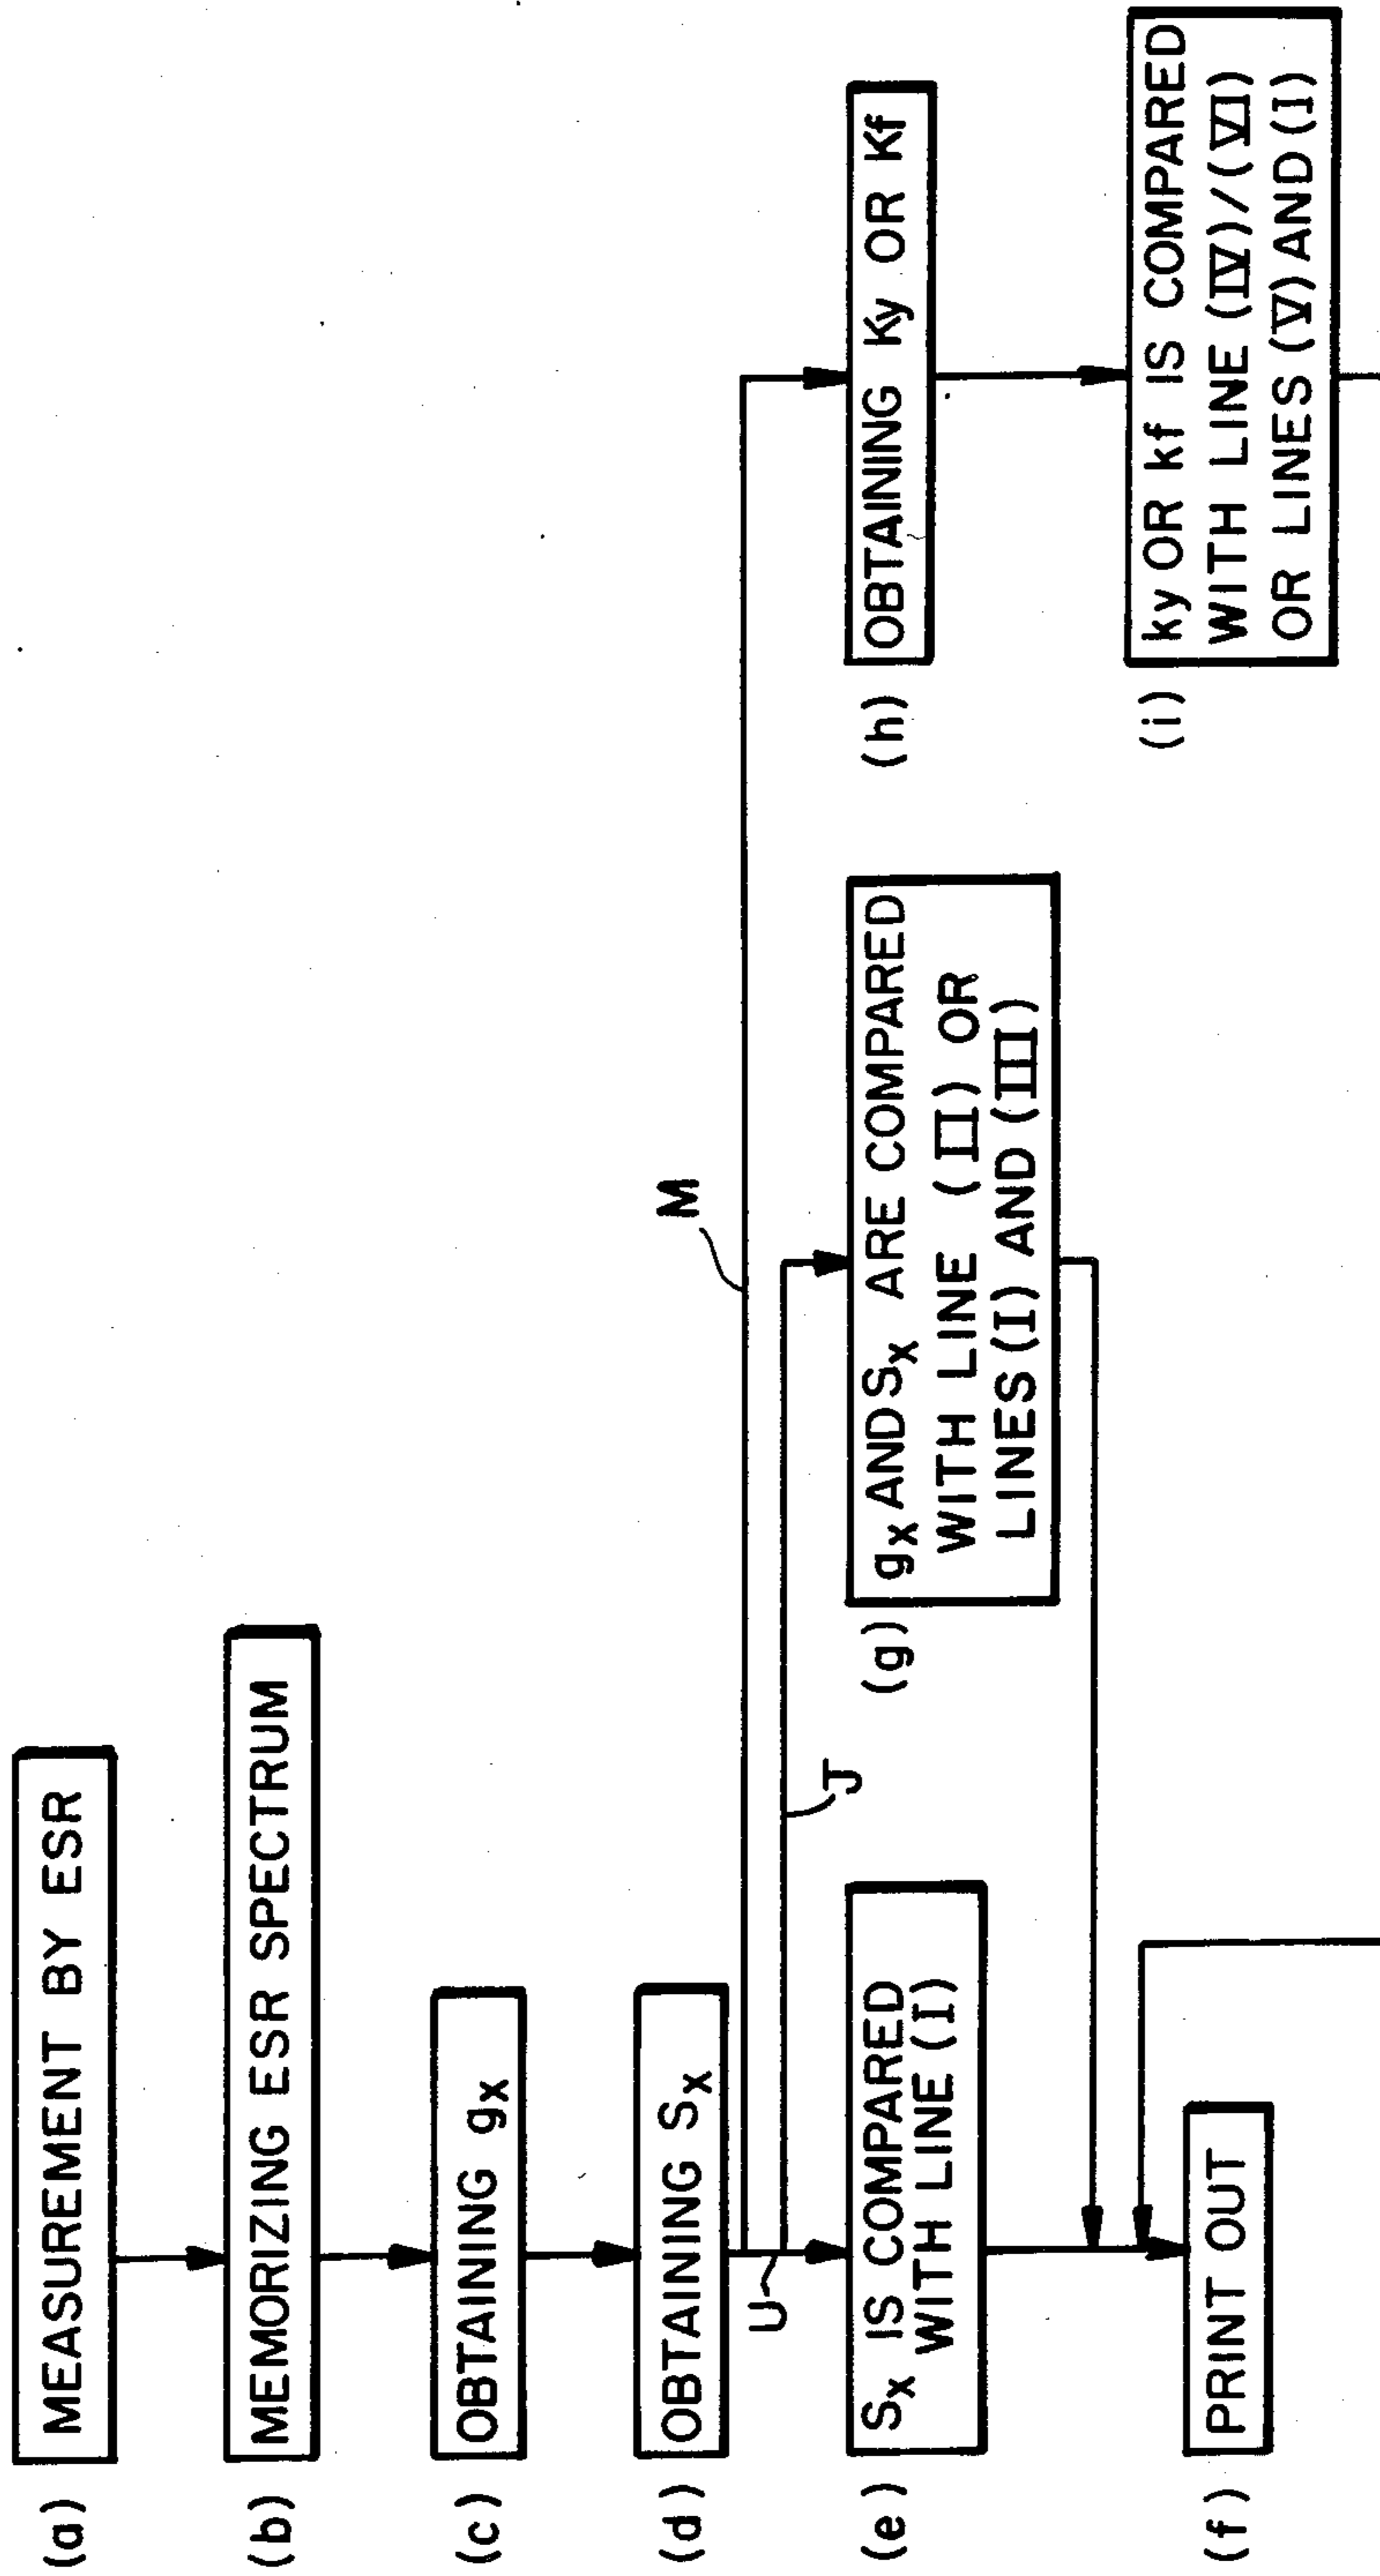 (a) MEASUREMENT BY ESR
(b) MEMORIZING ESR SPECTRUM
(c) OBTAINING gx
(d) OBTAINING Sx
U
J
M
(e) Sx IS COMPARED
WITH LINE (I)
(f) PRINT OUT
(g) gx AND Sx ARE COMPARED
WITH LINE (II) OR
LINES (I) AND (III)
(h) OBTAINING Ky OR Kf
(i) ky OR kf IS COMPARED
WITH LINE (IV)/(VI)
OR LINES (V) AND (I)